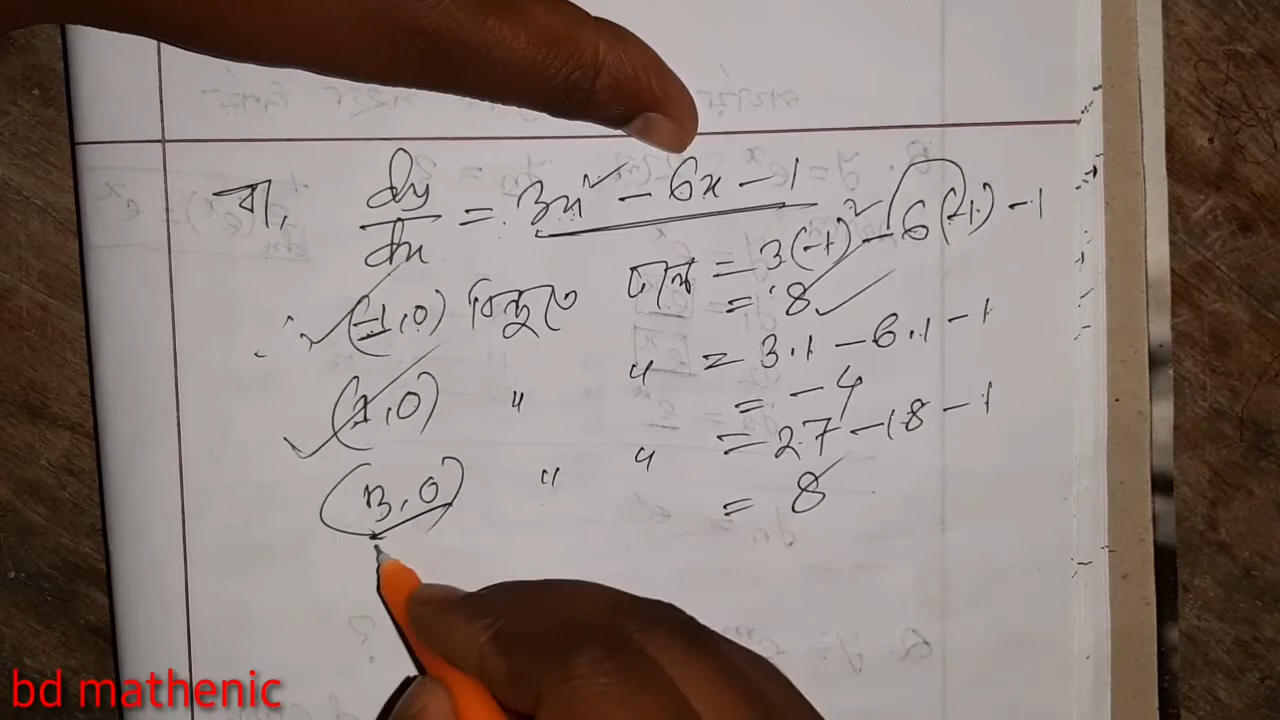 বা, dy/dx = 3x² - 6x - 1
∴ (-1, 0) বিন্দুতে ঢাল = 3(-1)² - 6(-1) - 1
= 8
(1, 0) " " = 3.1 - 6.1 - 1
= -4
(3, 0) " " = 27 - 18 - 1
= 8
bd mathenic